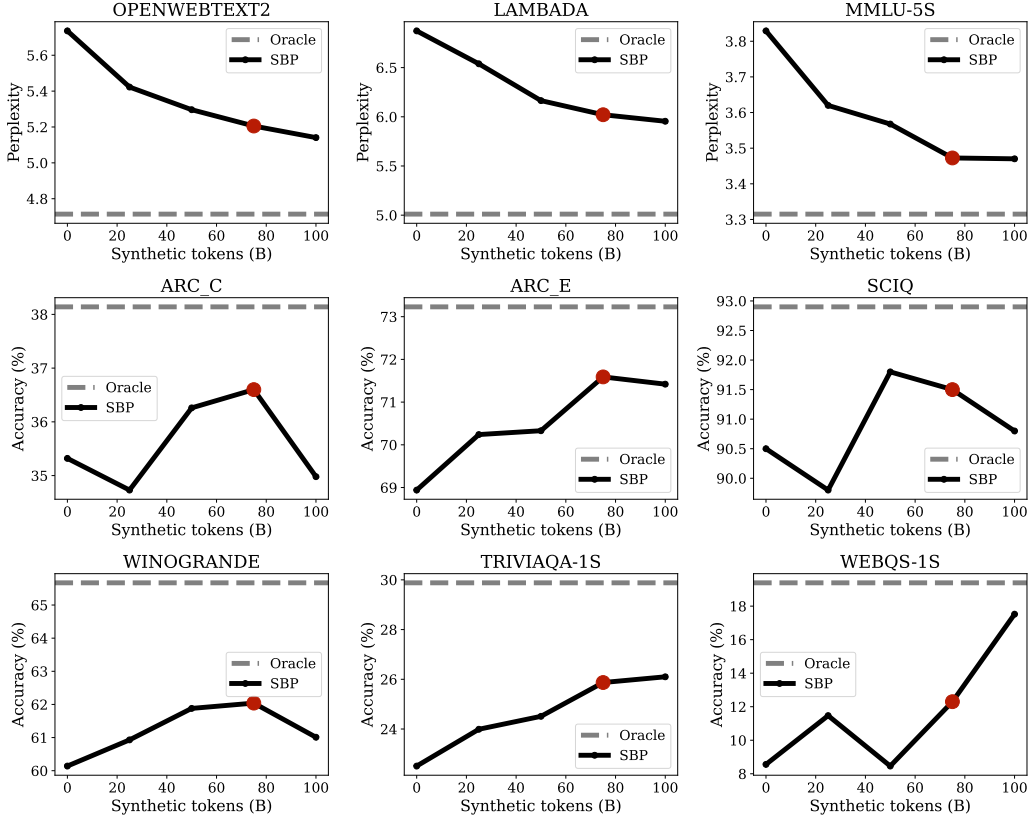 OPENWEBTEXT2
Perplexity
5.6
5.4
5.2
5.0
4.8
Oracle
SBP
0 20 40 60 80 100
Synthetic tokens (B)
LAMBADA
Perplexity
6.5
6.0
5.5
5.0
Oracle
SBP
0 20 40 60 80 100
Synthetic tokens (B)
MMLU-5S
Perplexity
3.8
3.7
3.6
3.5
3.4
3.3
Oracle
SBP
0 20 40 60 80 100
Synthetic tokens (B)
ARC_C
Accuracy (%)
38
37
36
35
Oracle
SBP
0 20 40 60 80 100
Synthetic tokens (B)
ARC_E
Accuracy (%)
73
72
71
70
69
Oracle
SBP
0 20 40 60 80 100
Synthetic tokens (B)
SCIQ
Accuracy (%)
93.0
92.5
92.0
91.5
91.0
90.5
90.0
Oracle
SBP
0 20 40 60 80 100
Synthetic tokens (B)
WINOGRANDE
Accuracy (%)
65
64
63
62
61
60
Oracle
SBP
0 20 40 60 80 100
Synthetic tokens (B)
TRIVIAQA-1S
Accuracy (%)
30
28
26
24
Oracle
SBP
0 20 40 60 80 100
Synthetic tokens (B)
WEBQS-1S
Accuracy (%)
18
16
14
12
10
8
Oracle
SBP
0 20 40 60 80 100
Synthetic tokens (B)